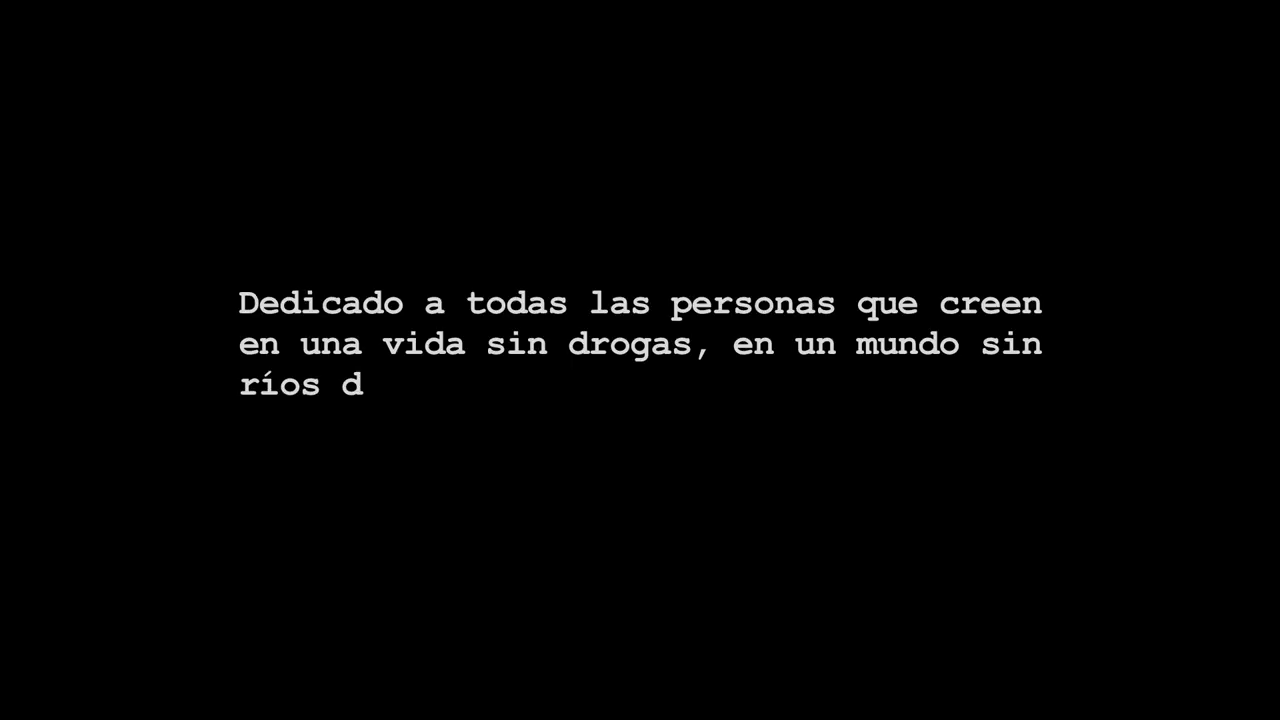 Dedicado a todas las personas que creen
en una vida sin drogas, en un mundo sin
ríos d